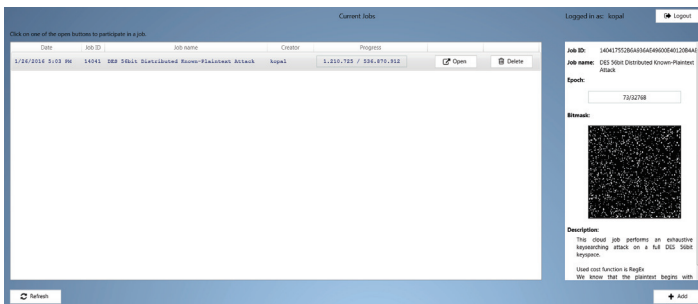 Current Jobs
Logged in as: kopal
Logout
Click on one of the open buttons to participate in a job.
Date Job ID Job name Creator Progress
1/26/2016 5:03 PM 14041 DES 56bit Distributed Known-Plaintext Attack kopal 1.210.725 / 536.870.912 Open Delete
Job ID: 140417552B6A936AE49600E40120B4AE
Job name: DES 56bit Distributed Known-Plaintext
Attack
Epoch:
73/32768
Bitmask:
Description:
This cloud job performs an exhaustive
keysearching attack on a full DES 56bit
keyspace.
Used cost function is RegEx
We know that the plaintext begins with
Refresh
Add